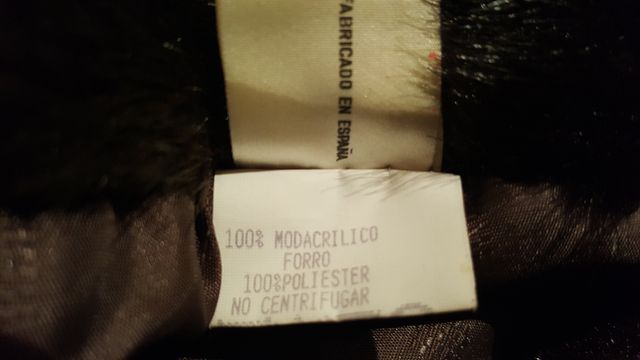 FABRICADO EN ESPAÑA
100% MODACRILICO
FORRO
100%POLIESTER
NO CENTRIFUGAR